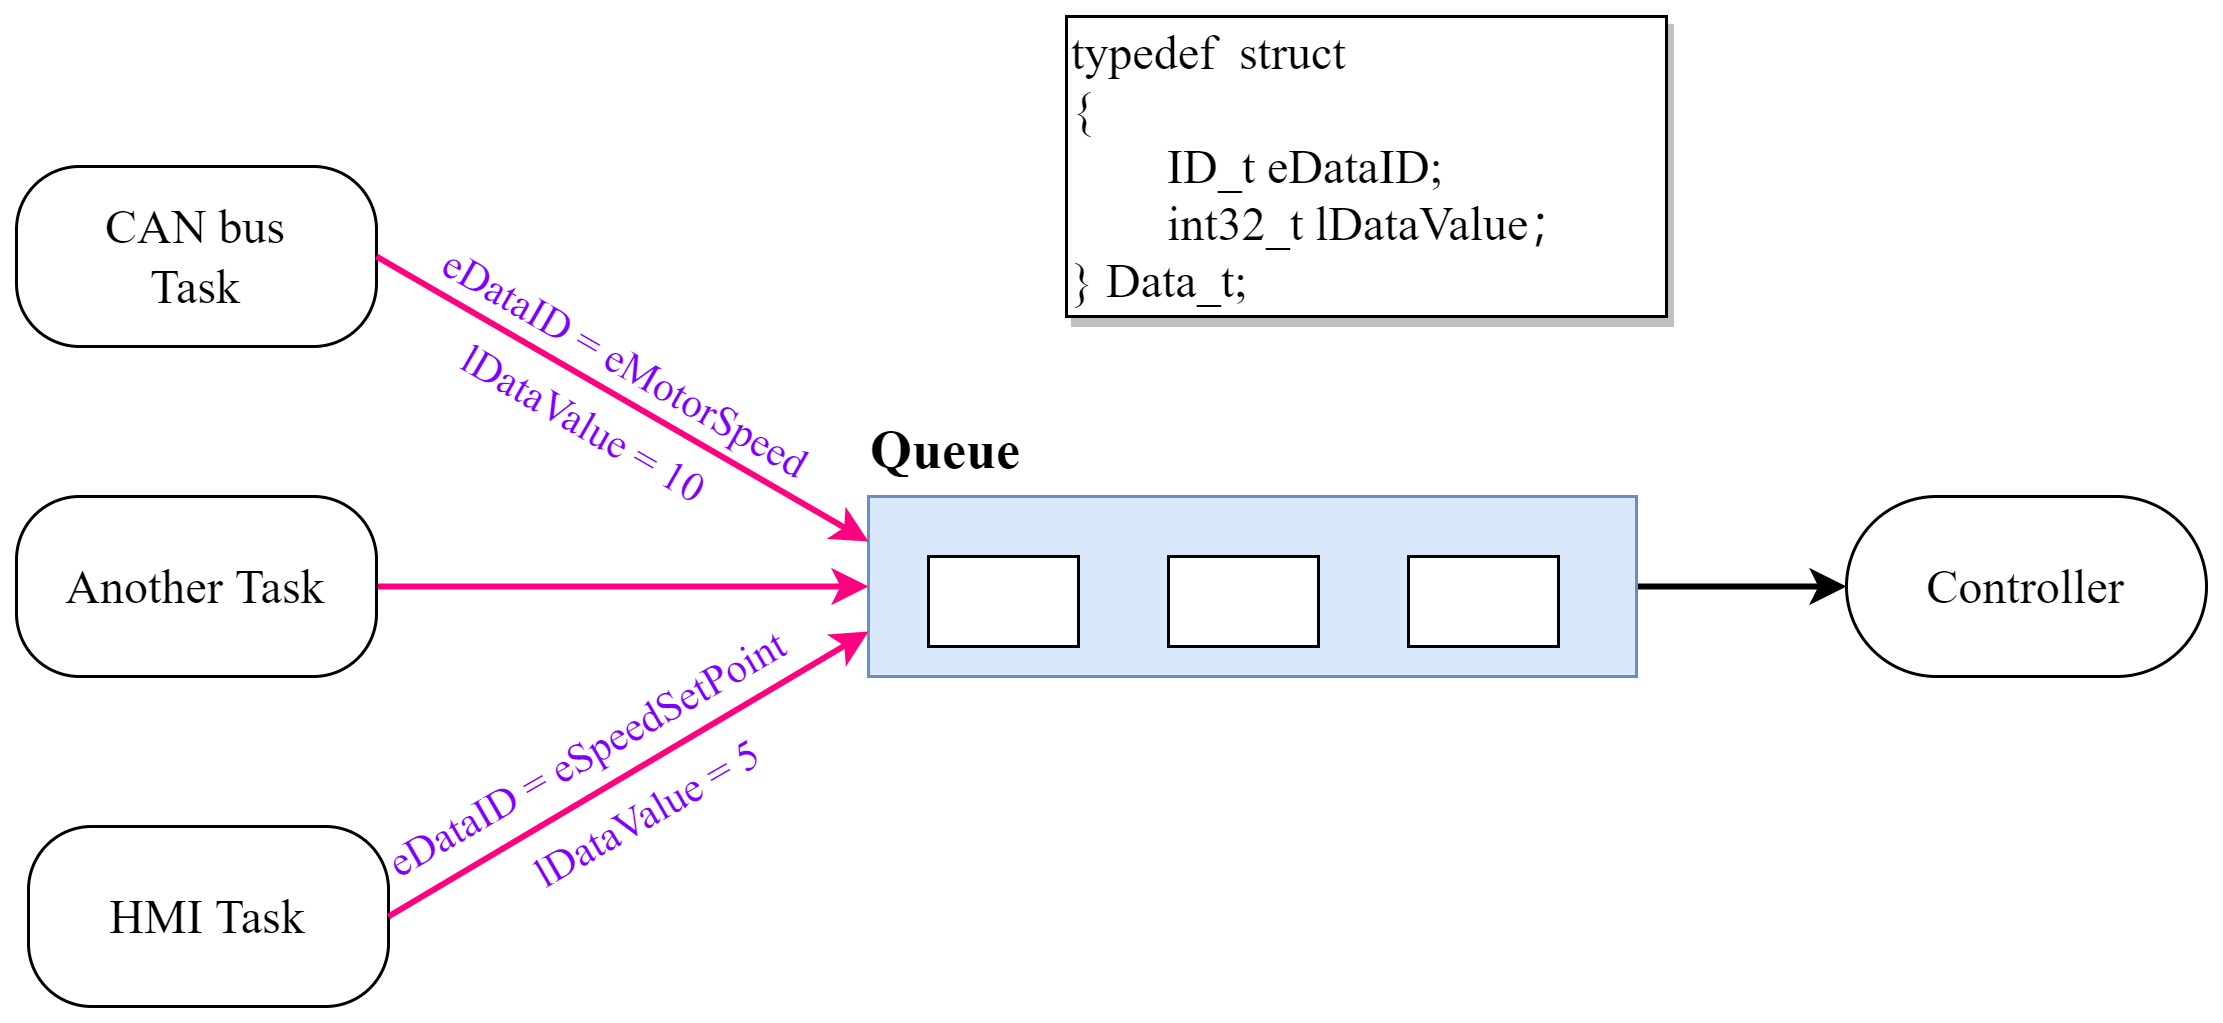 typedef struct
{
ID_t eDataID;
int32_t lDataValue;
} Data_t;
CAN bus
Task
eDataID = eMotorSpeed
lDataValue = 10
Queue
Another Task
Controller
eDataID = eSpeedSetPoint
lDataValue = 5
HMI Task